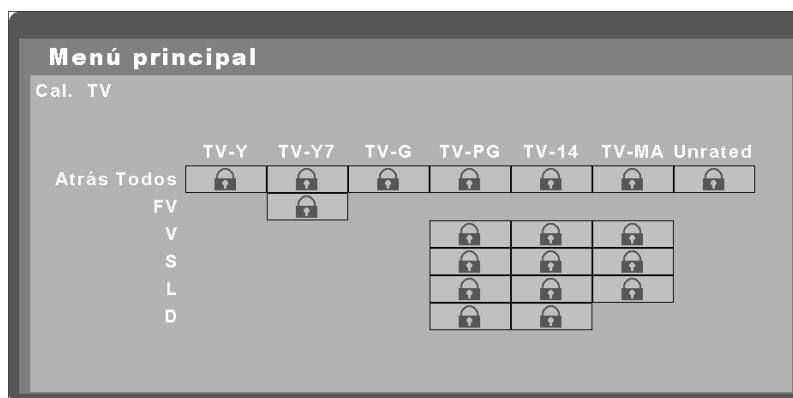 Menú principal
Cal. TV
TV-Y TV-Y7 TV-G TV-PG TV-14 TV-MA Unrated
Atrás Todos
FV
V
S
L
D